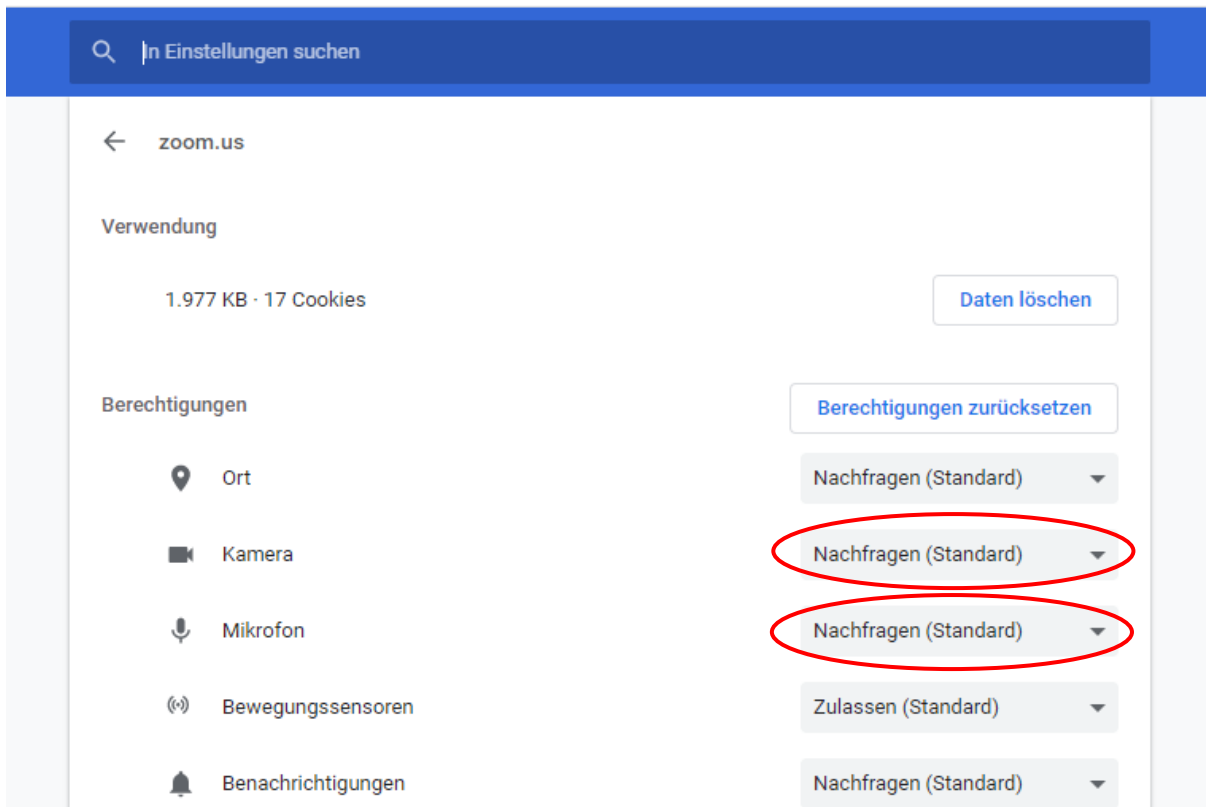 In Einstellungen suchen
zoom.us
Verwendung
1.977 KB · 17 Cookies
Daten löschen
Berechtigungen
Berechtigungen zurücksetzen
Ort
Nachfragen (Standard)
Kamera
Nachfragen (Standard)
Mikrofon
Nachfragen (Standard)
Bewegungssensoren
Zulassen (Standard)
Benachrichtigungen
Nachfragen (Standard)